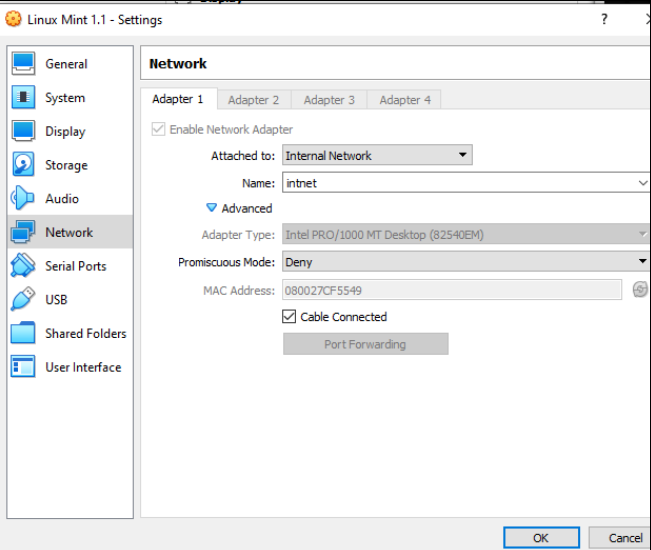 Linux Mint 1.1 - Settings ?
General
System
Display
Storage
Audio
Network
Serial Ports
USB
Shared Folders
User Interface
Network
Adapter 1 Adapter 2 Adapter 3 Adapter 4
Enable Network Adapter
Attached to: Internal Network
Name: intnet
Advanced
Adapter Type: Intel PRO/1000 MT Desktop (82540EM)
Promiscuous Mode: Deny
MAC Address: 080027CF5549
Cable Connected
Port Forwarding
OK Cancel